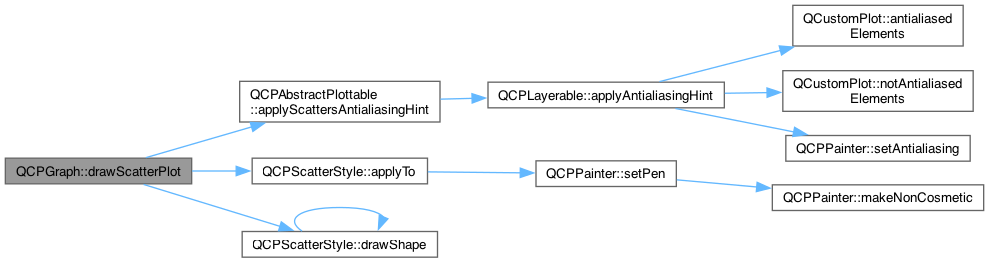 QCPGraph::drawScatterPlot
QCPAbstractPlottable
::applyScattersAntialiasingHint
QCPLayerable::applyAntialiasingHint
QCustomPlot::antialiased
Elements
QCustomPlot::notAntialiased
Elements
QCPPainter::setAntialiasing
QCPScatterStyle::applyTo
QCPPainter::setPen
QCPPainter::makeNonCosmetic
QCPScatterStyle::drawShape